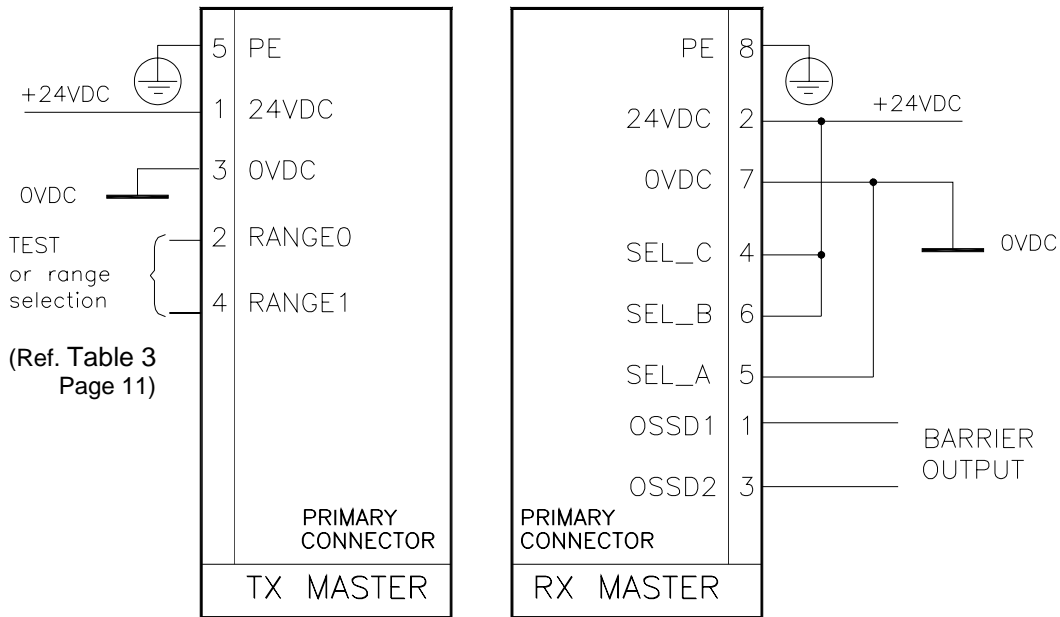 5 PE
+24VDC
1 24VDC
3 0VDC
0VDC
TEST
or range
selection
2 RANGE0
4 RANGE1
(Ref. Table 3
Page 11)
PRIMARY
CONNECTOR
TX MASTER
PE 8
+24VDC
24VDC 2
0VDC 7
0VDC
SEL_C 4
SEL_B 6
SEL_A 5
OSSD1 1
OSSD2 3
BARRIER
OUTPUT
PRIMARY
CONNECTOR
RX MASTER